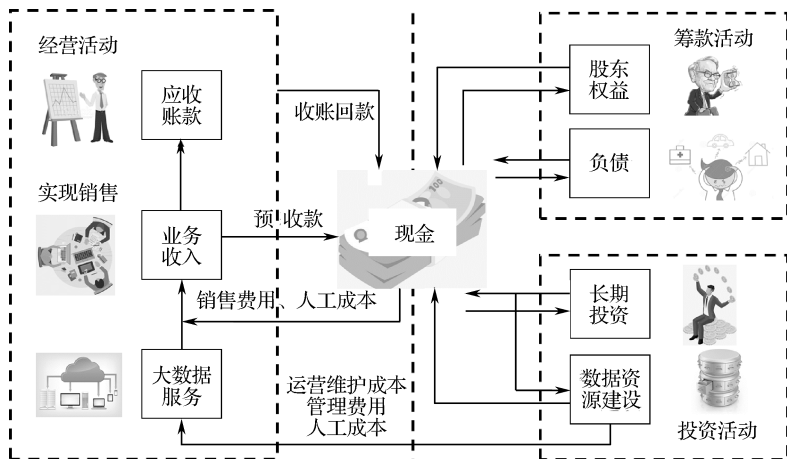 经营活动
应收
账款
收账回款
实现销售
业务
收入
预收款
现金
销售费用、人工成本
大数据
服务
运营维护成本
管理费用
人工成本
筹款活动
股东
权益
100
负债
长期
投资
数据资
源建设
投资活动